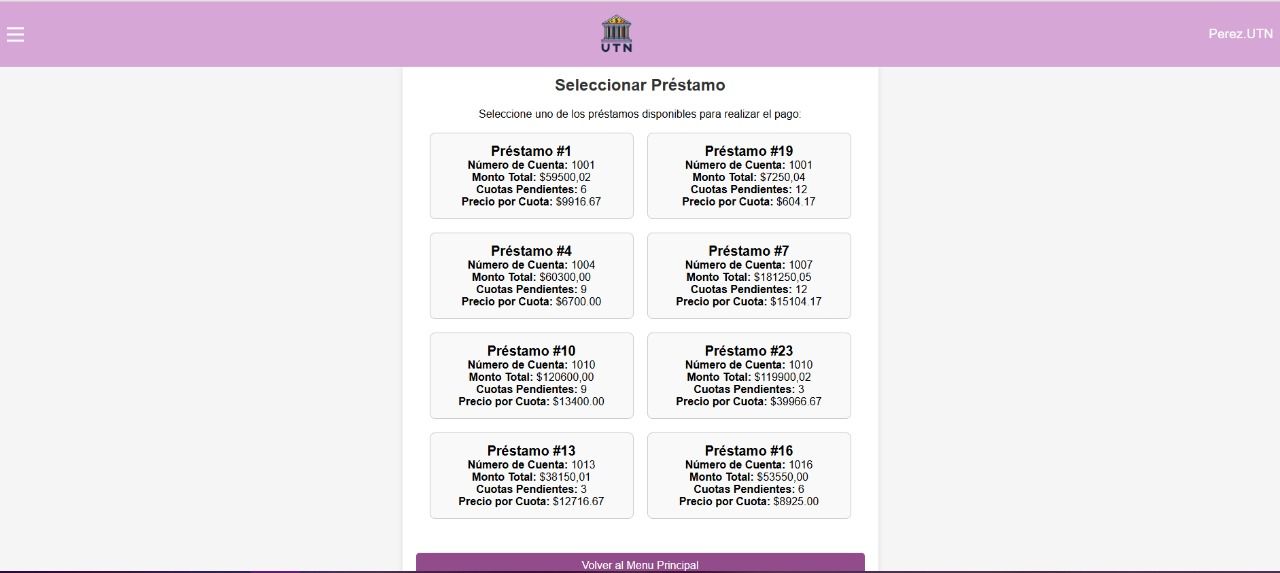 UTN
Perez.UTN
Seleccionar Préstamo
Seleccione uno de los préstamos disponibles para realizar el pago:
Préstamo #1
Número de Cuenta: 1001
Monto Total: $59500,02
Cuotas Pendientes: 6
Precio por Cuota: $9916.67
Préstamo #19
Número de Cuenta: 1001
Monto Total: $7250,04
Cuotas Pendientes: 12
Precio por Cuota: $604.17
Préstamo #4
Número de Cuenta: 1004
Monto Total: $60300,00
Cuotas Pendientes: 9
Precio por Cuota: $6700.00
Préstamo #7
Número de Cuenta: 1007
Monto Total: $181250,05
Cuotas Pendientes: 12
Precio por Cuota: $15104.17
Préstamo #10
Número de Cuenta: 1010
Monto Total: $120600,00
Cuotas Pendientes: 9
Precio por Cuota: $13400.00
Préstamo #23
Número de Cuenta: 1010
Monto Total: $119900,02
Cuotas Pendientes: 3
Precio por Cuota: $39966.67
Préstamo #13
Número de Cuenta: 1013
Monto Total: $38150,01
Cuotas Pendientes: 3
Precio por Cuota: $12716.67
Préstamo #16
Número de Cuenta: 1016
Monto Total: $53550,00
Cuotas Pendientes: 6
Precio por Cuota: $8925.00
Volver al Menu Principal